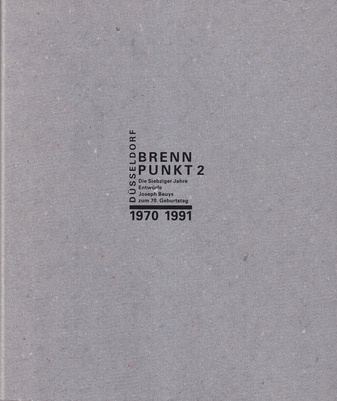 DÜSSELDORF
BRENN
PUNKT 2
Die Siebziger Jahre
Entwürfe
Joseph Beuys
zum 70. Geburtstag
1970 1991